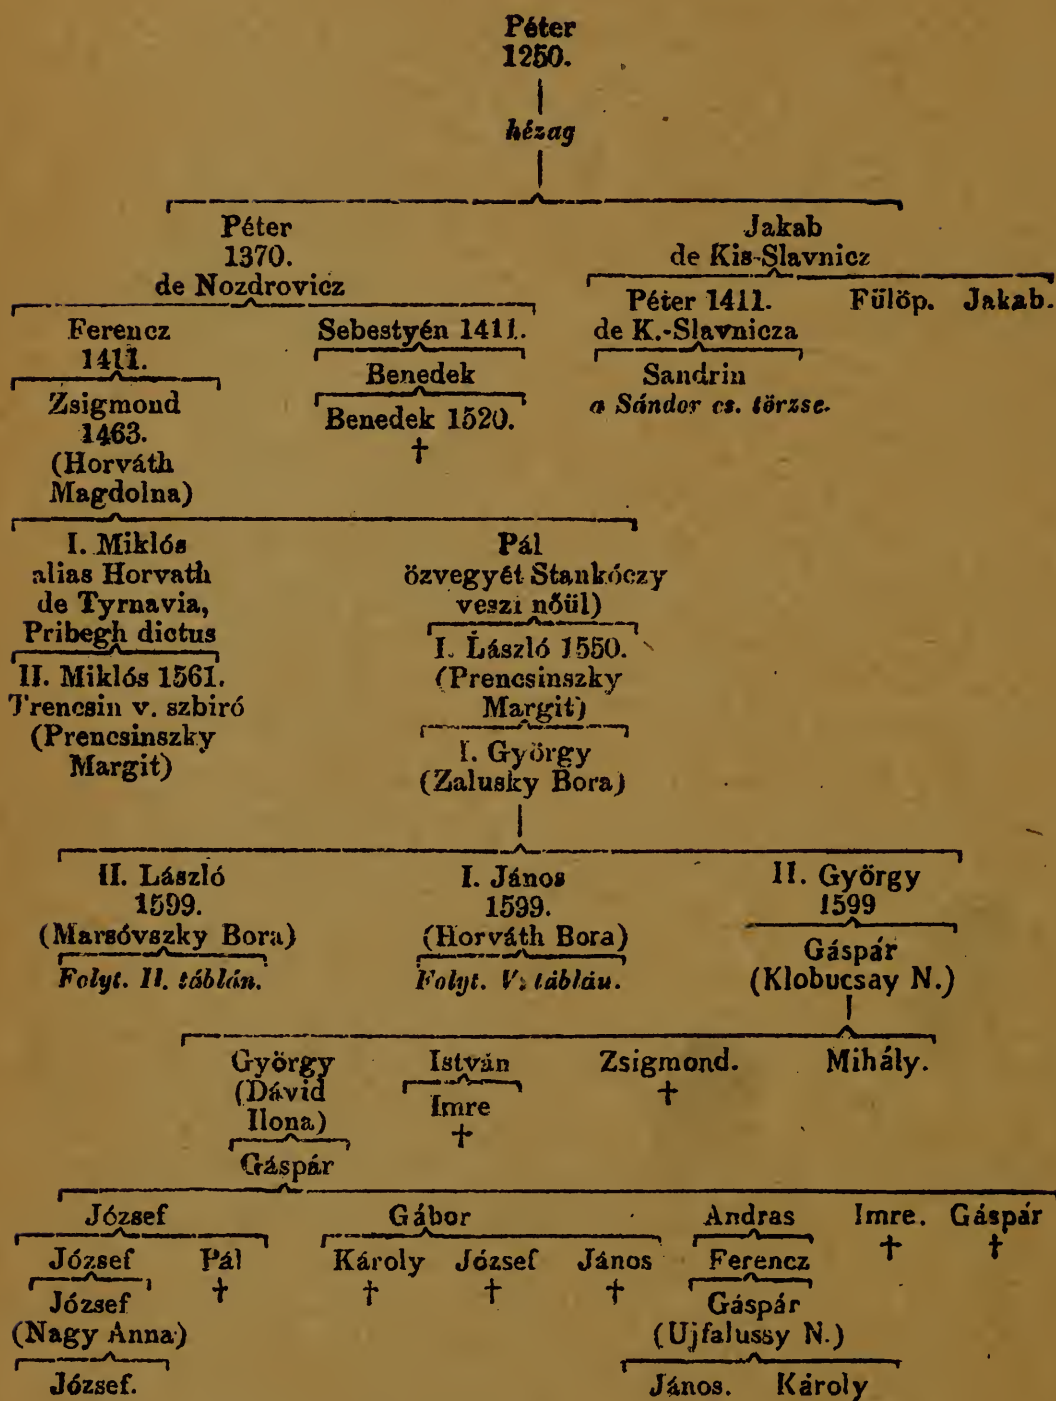 Péter
1250.
hézag
Péter Jakab
1370. de Kis-Slavnicz
de Nozdrovicz Péter 1411. Fülöp. Jakab.
Ferencz Sebestyén 1411. de K.-Slavnicza
1411. Benedek Sandrin
Zsigmond Benedek 1520. a Sándor cs. törzse.
1463. †
(Horváth
Magdolna)
I. Miklós Pál
alias Horvath özvegyét Stankóczy
de Tyrnavia, veszi nőül)
Pribegh dictus I. László 1550.
II. Miklós 1561. (Prencsinszky
Trencsin v. szbiró Margit)
(Prencsinszky I. György
Margit) (Zalusky Bora)
II. László I. János II. György
1599. 1599. 1599
(Marsóvszky Bora) (Horváth Bora) Gáspár
Folyt. II. táblán. Folyt. V. táblán. (Klobucsay N.)
György István Zsigmond. Mihály.
(Dávid Imre †
Ilona) †
Gáspár
József Gábor Andras Imre. Gáspár
József Pál Károly József János Ferencz † †
József † † † † Gáspár
(Nagy Anna) (Ujfalussy N.)
József. János. Károly